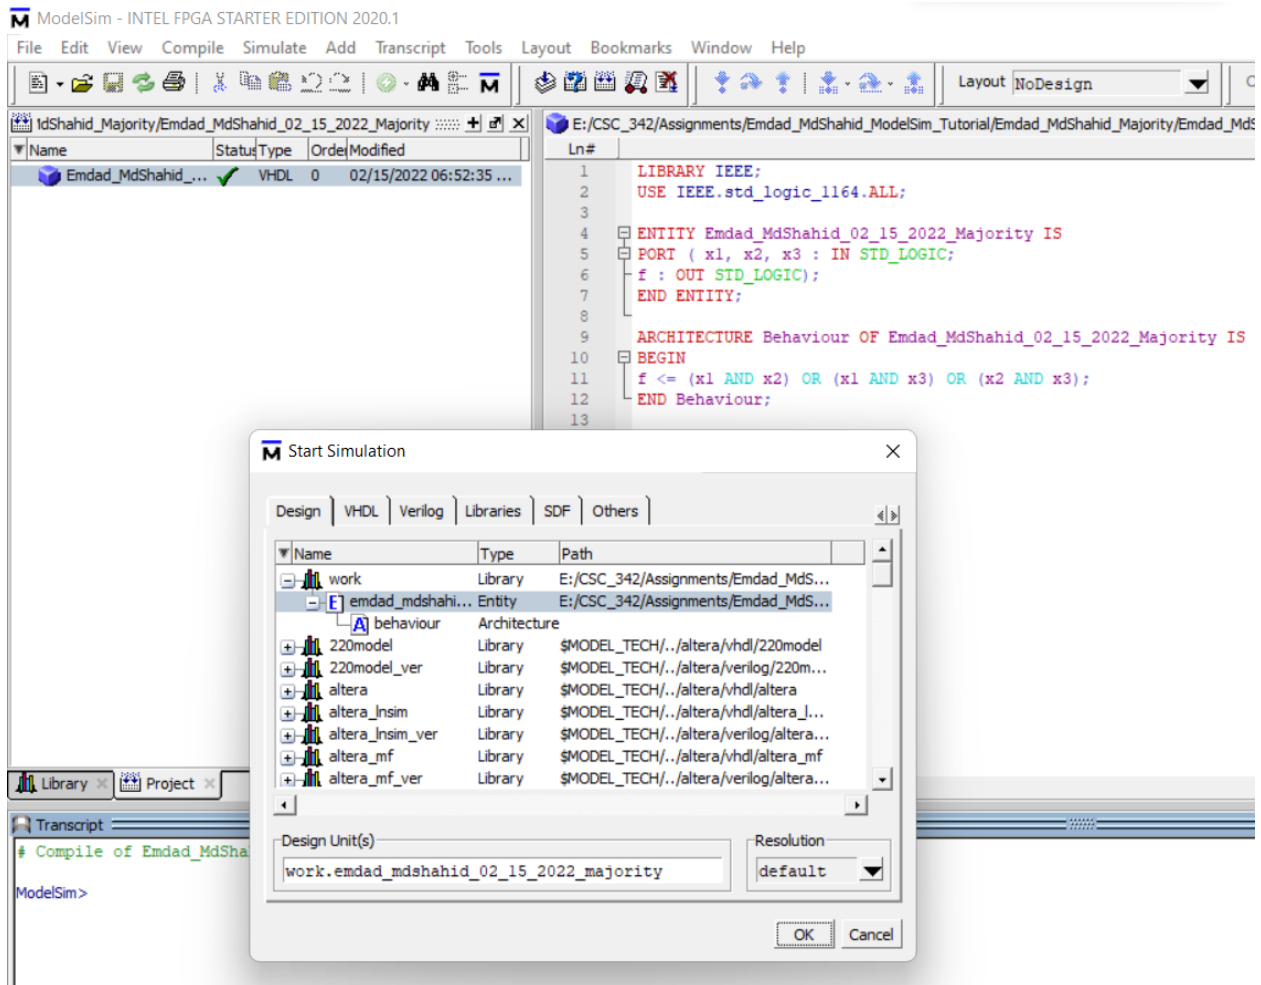 ModelSim - INTEL FPGA STARTER EDITION 2020.1
File Edit View Compile Simulate Add Transcript Tools Layout Bookmarks Window Help
Layout NoDesign
ldShahid_Majority/Emdad_MdShahid_02_15_2022_Majority
Name Status Type Order Modified
Emdad_MdShahid_... VHDL 0 02/15/2022 06:52:35 ...
E:/CSC_342/Assignments/Emdad_MdShahid_ModelSim_Tutorial/Emdad_MdShahid_Majority/Emdad_MdS
Ln#
1 LIBRARY IEEE;
2 USE IEEE.std_logic_1164.ALL;
3
4 ENTITY Emdad_MdShahid_02_15_2022_Majority IS
5 PORT ( x1, x2, x3 : IN STD_LOGIC;
6 f : OUT STD_LOGIC);
7 END ENTITY;
8
9 ARCHITECTURE Behaviour OF Emdad_MdShahid_02_15_2022_Majority IS
10 BEGIN
11 f <= (x1 AND x2) OR (x1 AND x3) OR (x2 AND x3);
12 END Behaviour;
13
Start Simulation
Design VHDL Verilog Libraries SDF Others
Name Type Path
work Library E:/CSC_342/Assignments/Emdad_MdS...
emdad_mdshahi... Entity E:/CSC_342/Assignments/Emdad_MdS...
behaviour Architecture
220model Library $MODEL_TECH/../altera/vhdl/220model
220model_ver Library $MODEL_TECH/../altera/verilog/220m...
altera Library $MODEL_TECH/../altera/vhdl/altera
altera_lnsim Library $MODEL_TECH/../altera/vhdl/altera_l...
altera_lnsim_ver Library $MODEL_TECH/../altera/verilog/altera...
altera_mf Library $MODEL_TECH/../altera/vhdl/altera_mf
altera_mf_ver Library $MODEL_TECH/../altera/verilog/altera...
Design Unit(s)
work.emdad_mdshahid_02_15_2022_majority
Resolution
default
OK Cancel
Library Project
Transcript
# Compile of Emdad_MdSha
ModelSim>